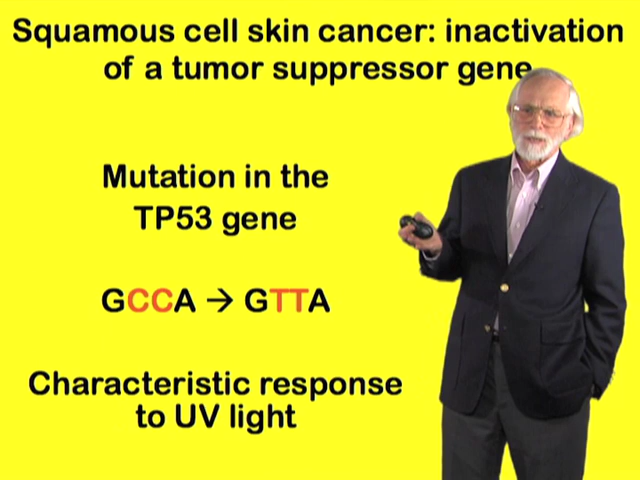 Squamous cell skin cancer: inactivation
of a tumor suppressor gene
Mutation in the
TP53 gene
GCCA → GTTA
Characteristic response
to UV light